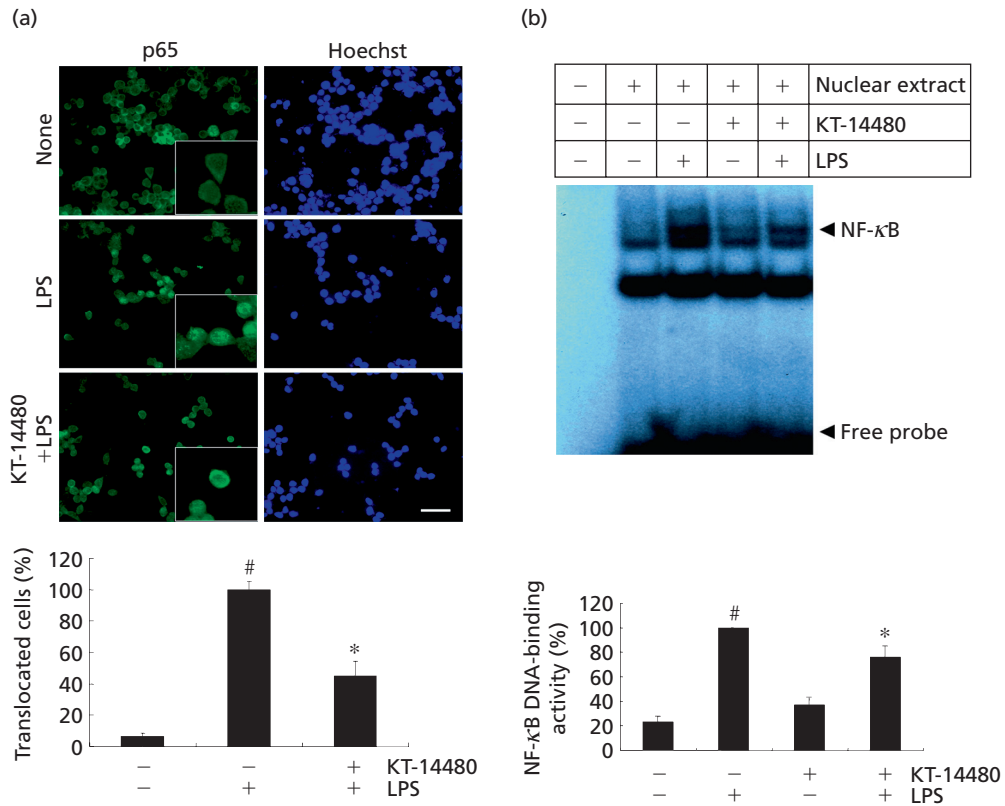 (a)
p65 Hoechst
None
LPS
KT-14480
+LPS
Translocated cells (%)
120
100
80
60
40
20
0
#
*
− − + KT-14480
− + + LPS
(b)
− + + + + Nuclear extract
− − − + + KT-14480
− − + − + LPS
◄ NF-κB
◄ Free probe
NF-κB DNA-binding
activity (%)
120
100
80
60
40
20
0
#
*
− − + + KT-14480
− + − + LPS